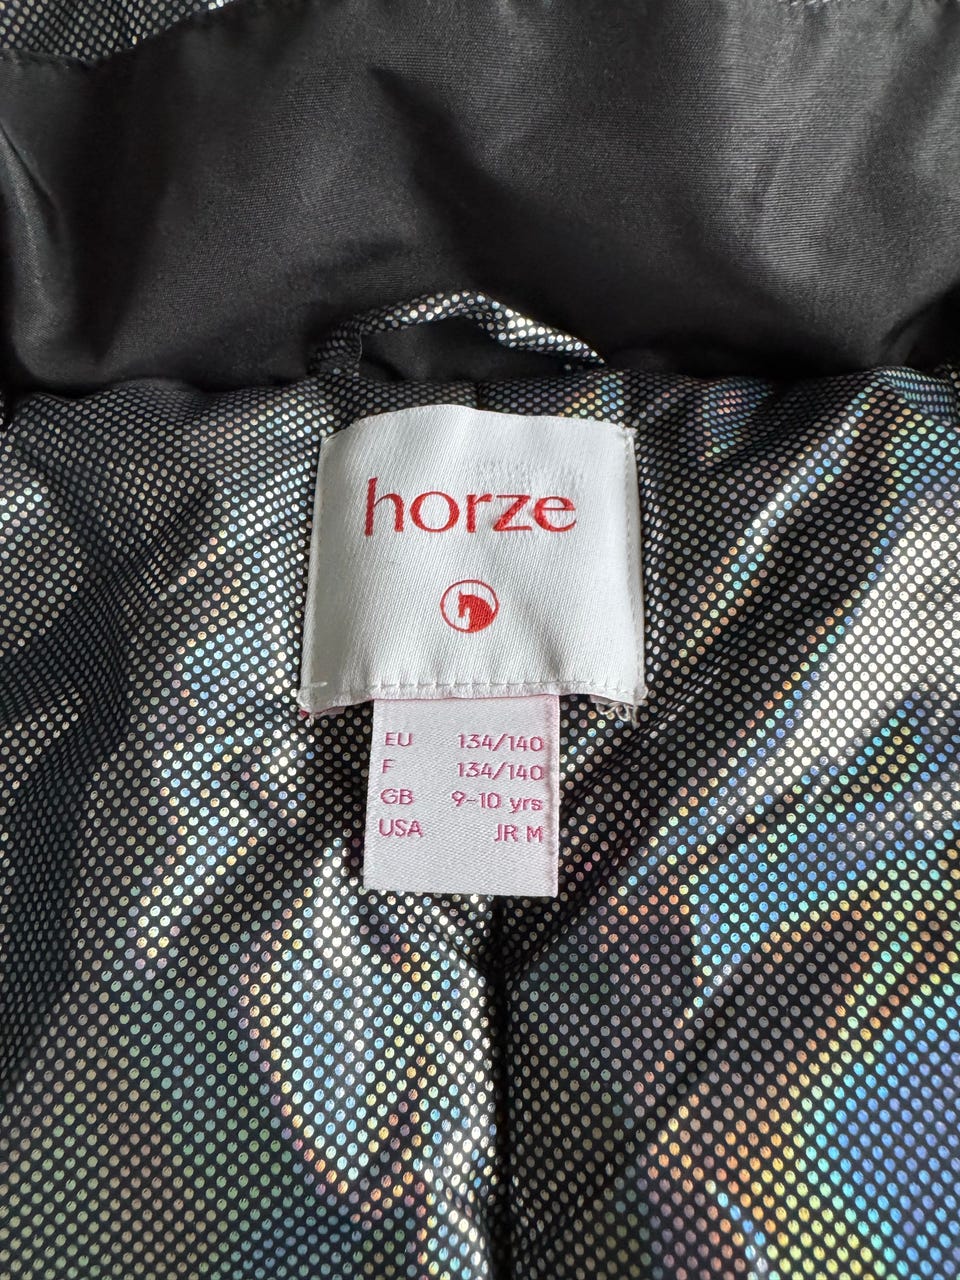 horze
EU 134/140
F 134/140
GB 9-10 yrs
USA JR M